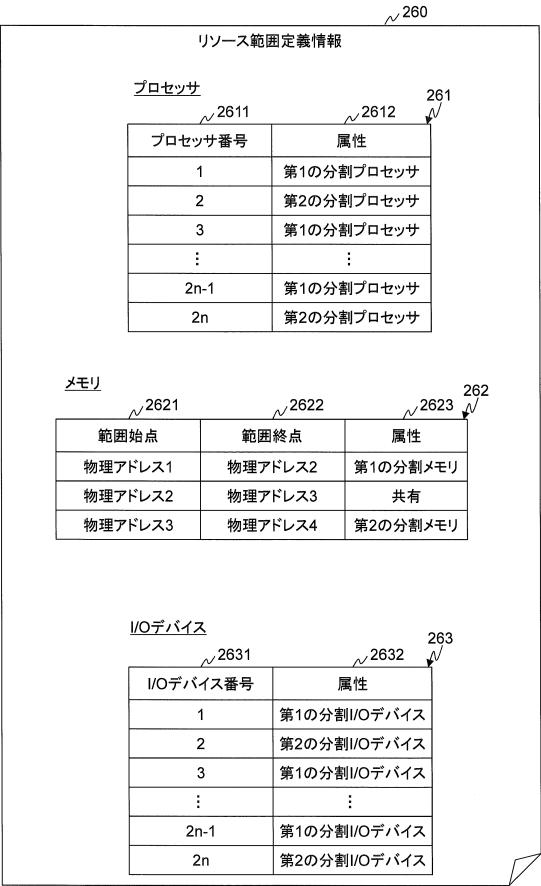 260
リソース範囲定義情報
プロセッサ
261
2611 2612
プロセッサ番号 属性
1 第1の分割プロセッサ
2 第2の分割プロセッサ
3 第1の分割プロセッサ
⋮ ⋮
2n-1 第1の分割プロセッサ
2n 第2の分割プロセッサ
メモリ
262
2621 2622 2623
範囲始点 範囲終点 属性
物理アドレス1 物理アドレス2 第1の分割メモリ
物理アドレス2 物理アドレス3 共有
物理アドレス3 物理アドレス4 第2の分割メモリ
I/Oデバイス
263
2631 2632
I/Oデバイス番号 属性
1 第1の分割I/Oデバイス
2 第2の分割I/Oデバイス
3 第1の分割I/Oデバイス
⋮ ⋮
2n-1 第1の分割I/Oデバイス
2n 第2の分割I/Oデバイス